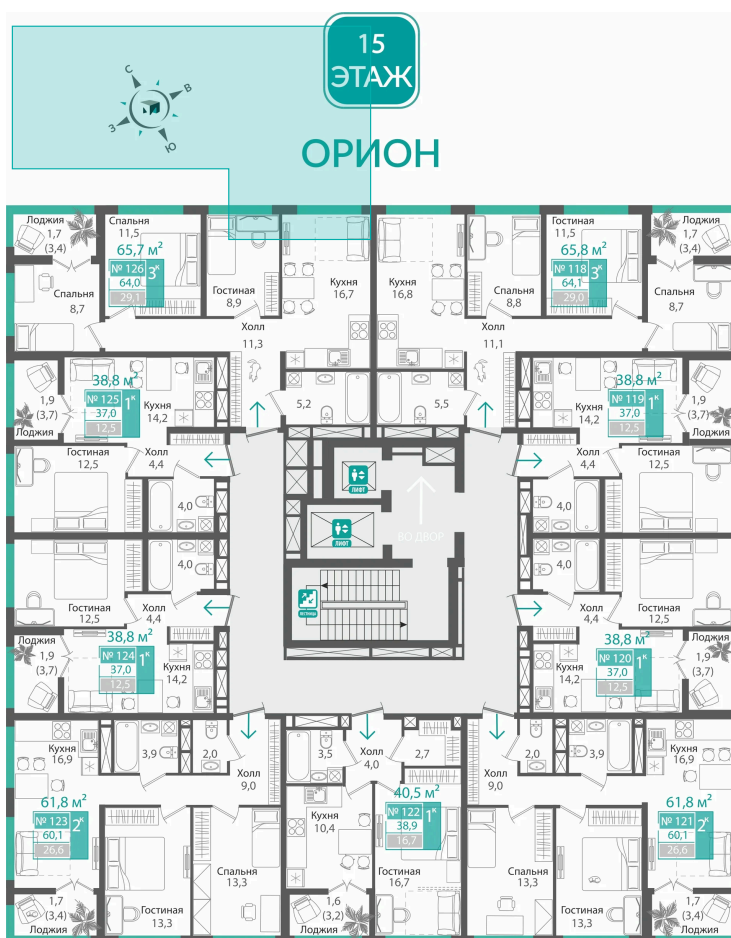 15
ЭТАЖ
С
В
З
Ю
ОРИОН
Лоджия
1,7
(3,4)
Спальня
11,5
65,7 м²
№ 126
64,0
29,1
3к
Спальня
8,7
Гостиная
8,9
Кухня
16,7
Холл
11,3
5,2
Кухня
16,8
Спальня
8,8
Гостиная
11,5
65,8 м²
№ 118
64,1
29,0
3к
Лоджия
1,7
(3,4)
Спальня
8,7
Холл
11,1
5,5
38,8 м²
№ 125
37,0
12,5
1к
1,9
(3,7)
Лоджия
Кухня
14,2
Гостиная
12,5
Холл
4,4
4,0
38,8 м²
№ 119
37,0
12,5
1к
Кухня
14,2
1,9
(3,7)
Лоджия
Холл
4,4
Гостиная
12,5
4,0
ЛИФТ
ЛИФТ
ВО ДВОР
ЛЕСТНИЦА
4,0
Гостиная
12,5
Холл
4,4
38,8 м²
№ 124
37,0
12,5
1к
Лоджия
1,9
(3,7)
Кухня
14,2
4,0
Холл
4,4
Гостиная
12,5
38,8 м²
№ 120
37,0
12,5
1к
Кухня
14,2
Лоджия
1,9
(3,7)
Кухня
16,9
61,8 м²
№ 123
60,1
26,6
2к
3,9
2,0
Холл
9,0
Спальня
13,3
Гостиная
13,3
1,7
(3,4)
Лоджия
3,5
Холл
4,0
2,7
Кухня
10,4
40,5 м²
№ 122
38,9
16,7
1к
Гостиная
16,7
1,6
(3,2)
Лоджия
2,0
3,9
Холл
9,0
Кухня
16,9
61,8 м²
№ 121
60,1
26,6
2к
Спальня
13,3
Гостиная
13,3
1,7
(3,4)
Лоджия